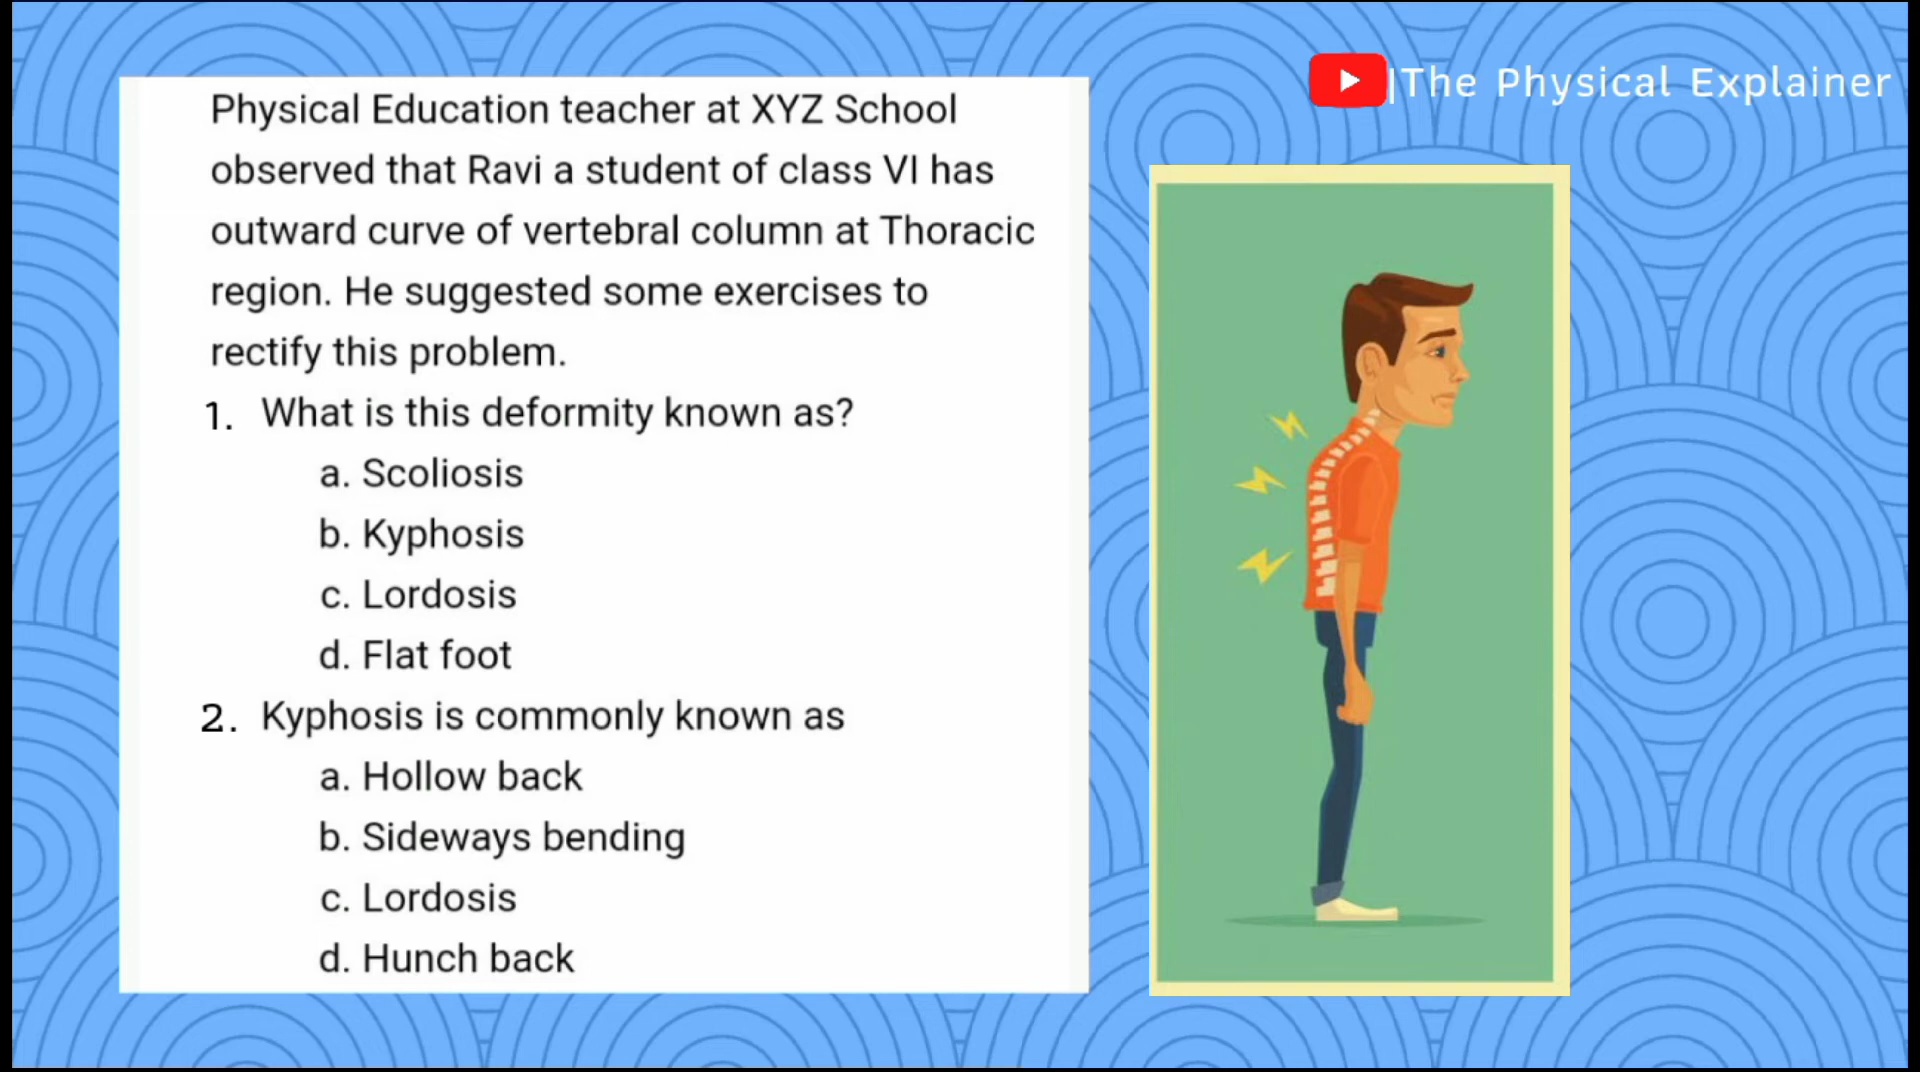 |The Physical Explainer
Physical Education teacher at XYZ School
observed that Ravi a student of class VI has
outward curve of vertebral column at Thoracic
region. He suggested some exercises to
rectify this problem.
1. What is this deformity known as?
a. Scoliosis
b. Kyphosis
c. Lordosis
d. Flat foot
2. Kyphosis is commonly known as
a. Hollow back
b. Sideways bending
c. Lordosis
d. Hunch back